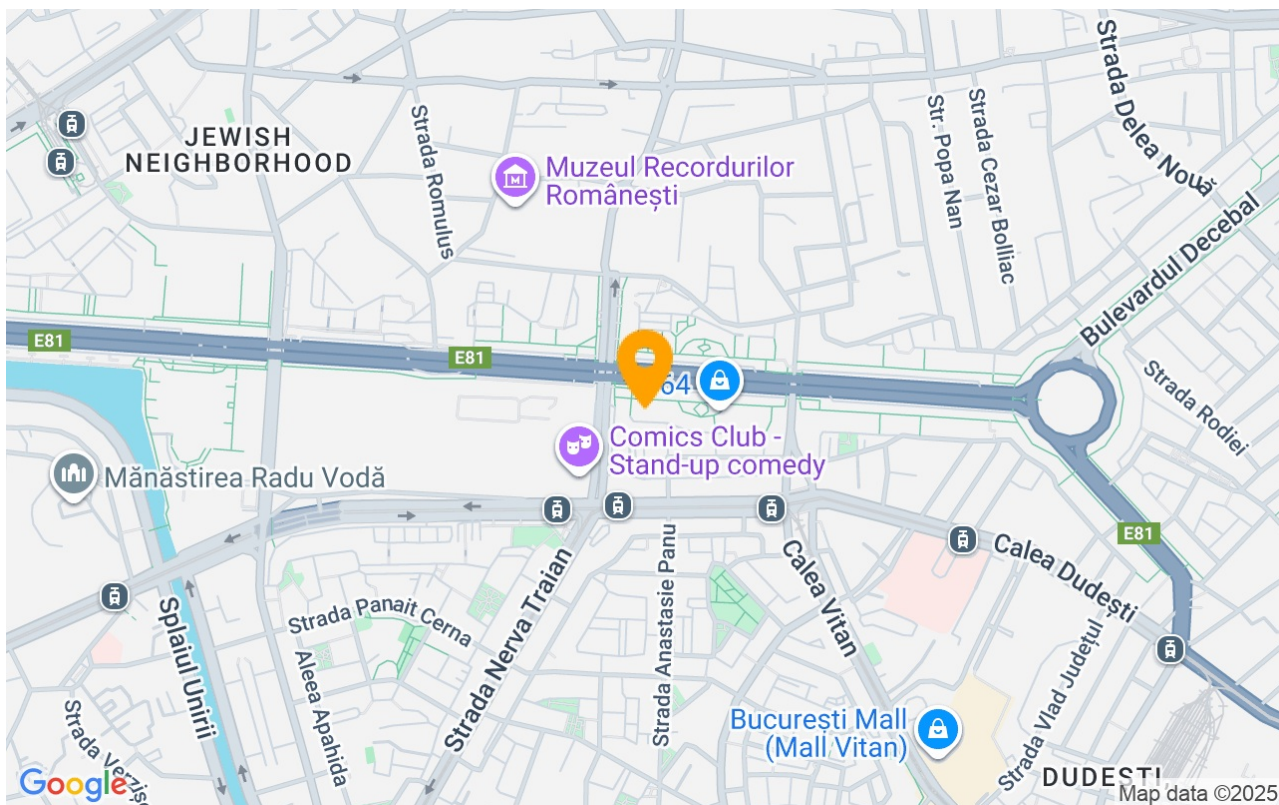 Strada Delea Nouă
JEWISH
NEIGHBORHOOD
Strada Romulus
Muzeul Recordurilor
Românești
Str. Popa Nan
Strada Cezar Bolliac
Bulevardul Decebal
E81
E81
64
Strada Rodiei
Comics Club -
Stand-up comedy
Mănăstirea Radu Vodă
E81
Calea Dudești
Calea Vitan
Strada Anastasie Panu
Strada Nerva Traian
Strada Panait Cerna
Splaiul Unirii
Aleea Apahida
Strada Vlad Județul
București Mall
(Mall Vitan)
Strada Verzișo
DUDEȘTI
Google
Map data ©2025